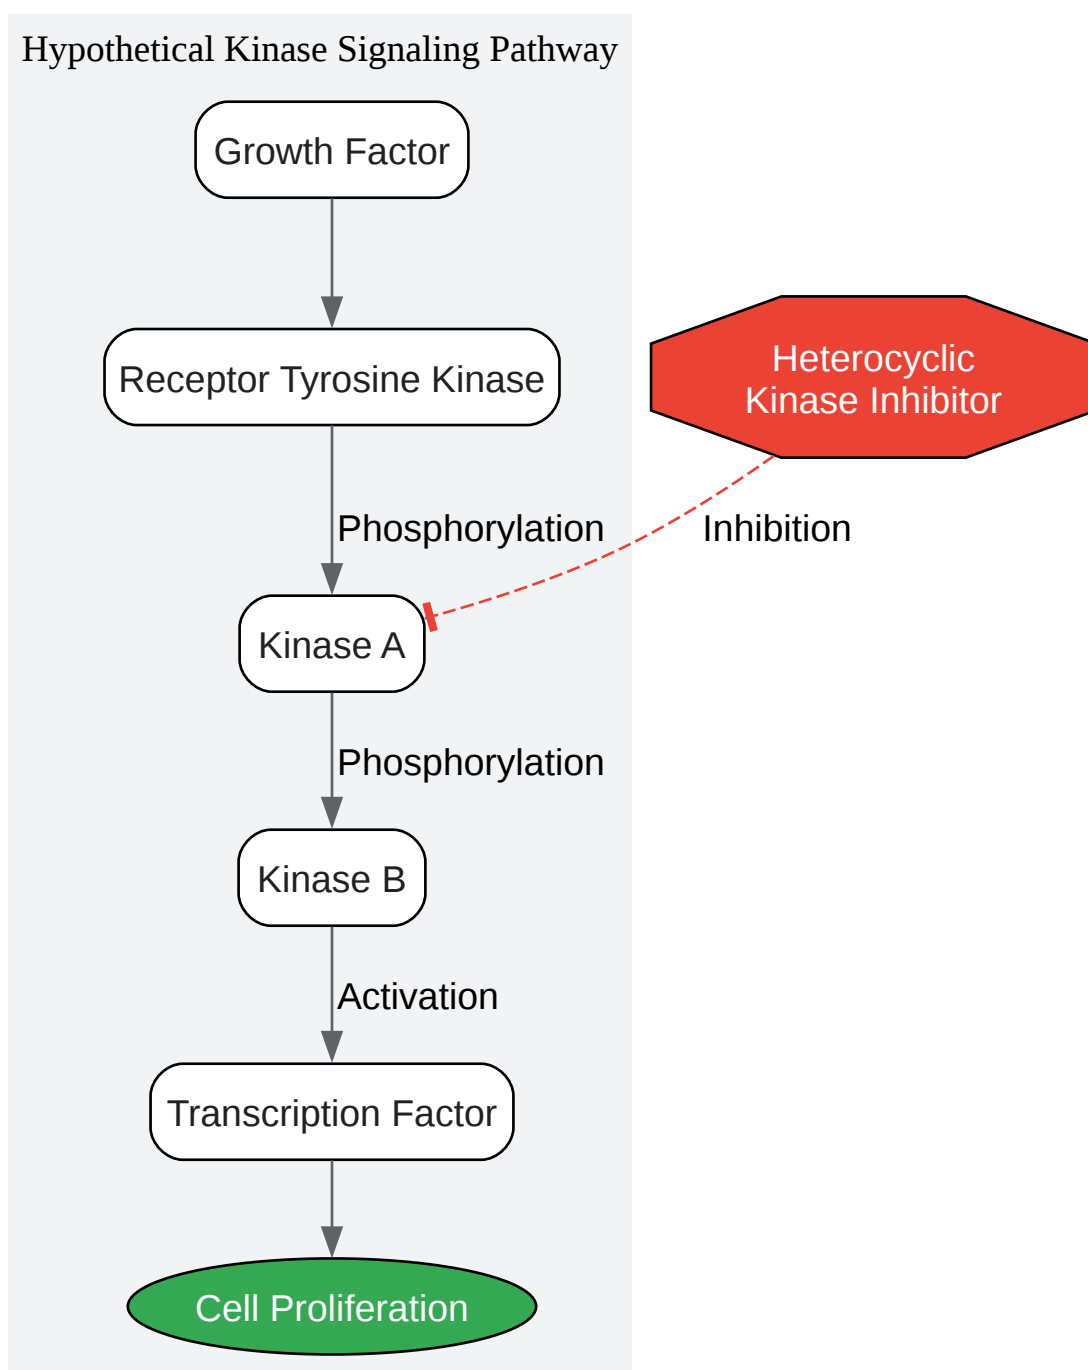 Hypothetical Kinase Signaling Pathway
Growth Factor
Receptor Tyrosine Kinase
Heterocyclic
Kinase Inhibitor
Phosphorylation
Inhibition
Kinase A
Phosphorylation
Kinase B
Activation
Transcription Factor
Cell Proliferation